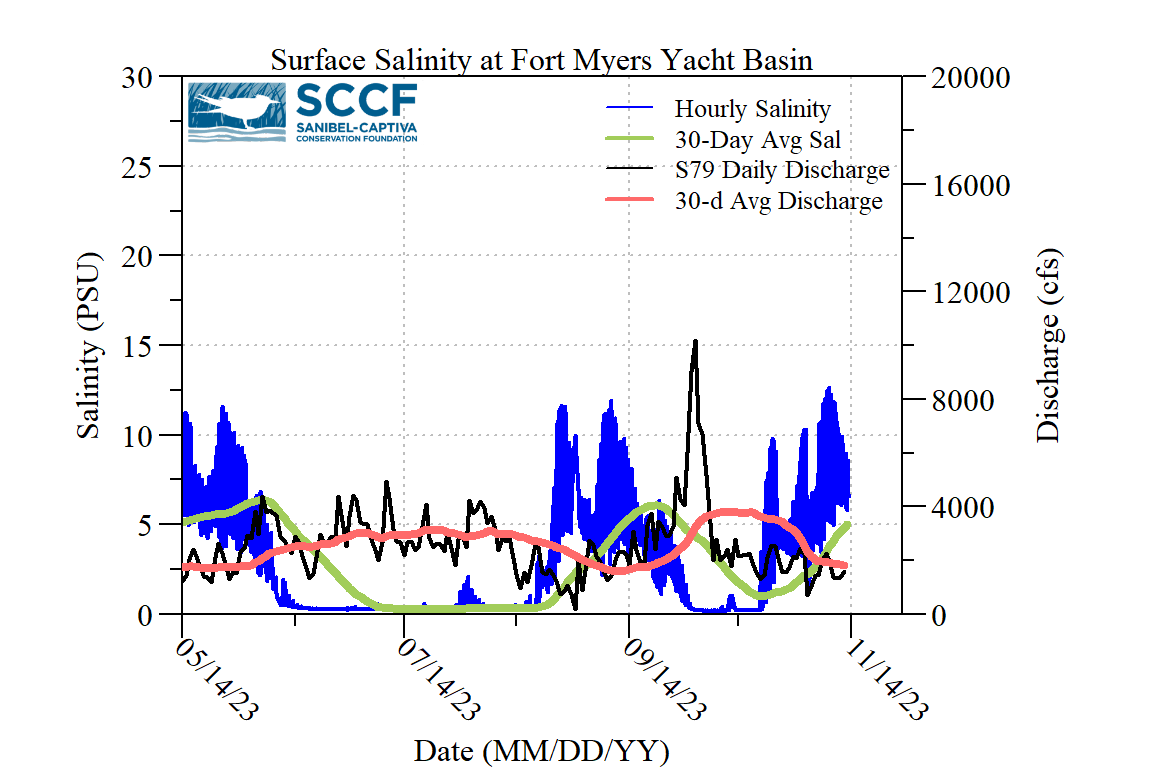 Surface Salinity at Fort Myers Yacht Basin
SCCF
SANIBEL-CAPTIVA
CONSERVATION FOUNDATION
Hourly Salinity
30-Day Avg Sal
S79 Daily Discharge
30-d Avg Discharge
Salinity (PSU)
30
25
20
15
10
5
0
20000
16000
12000
8000
4000
0
Discharge (cfs)
05/14/23
07/14/23
09/14/23
11/14/23
Date (MM/DD/YY)